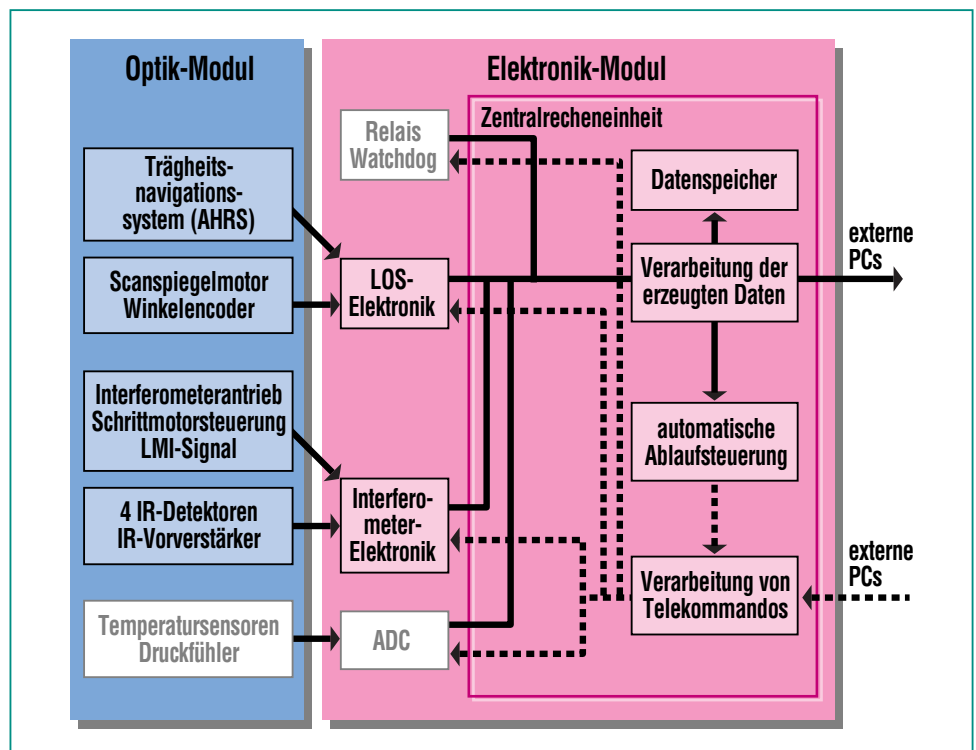 Optik-Modul
Trägheits-
navigations-
system (AHRS)
Scanspiegelmotor
Winkelencoder
Interferometerantrieb
Schrittmotorsteuerung
LMI-Signal
4 IR-Detektoren
IR-Vorverstärker
Temperatursensoren
Druckfühler
Elektronik-Modul
Relais
Watchdog
LOS-
Elektronik
Interfero-
meter-
Elektronik
ADC
Zentralrecheneinheit
Datenspeicher
Verarbeitung der
erzeugten Daten
automatische
Ablaufsteuerung
Verarbeitung von
Telekommandos
externe
PCs
externe
PCs